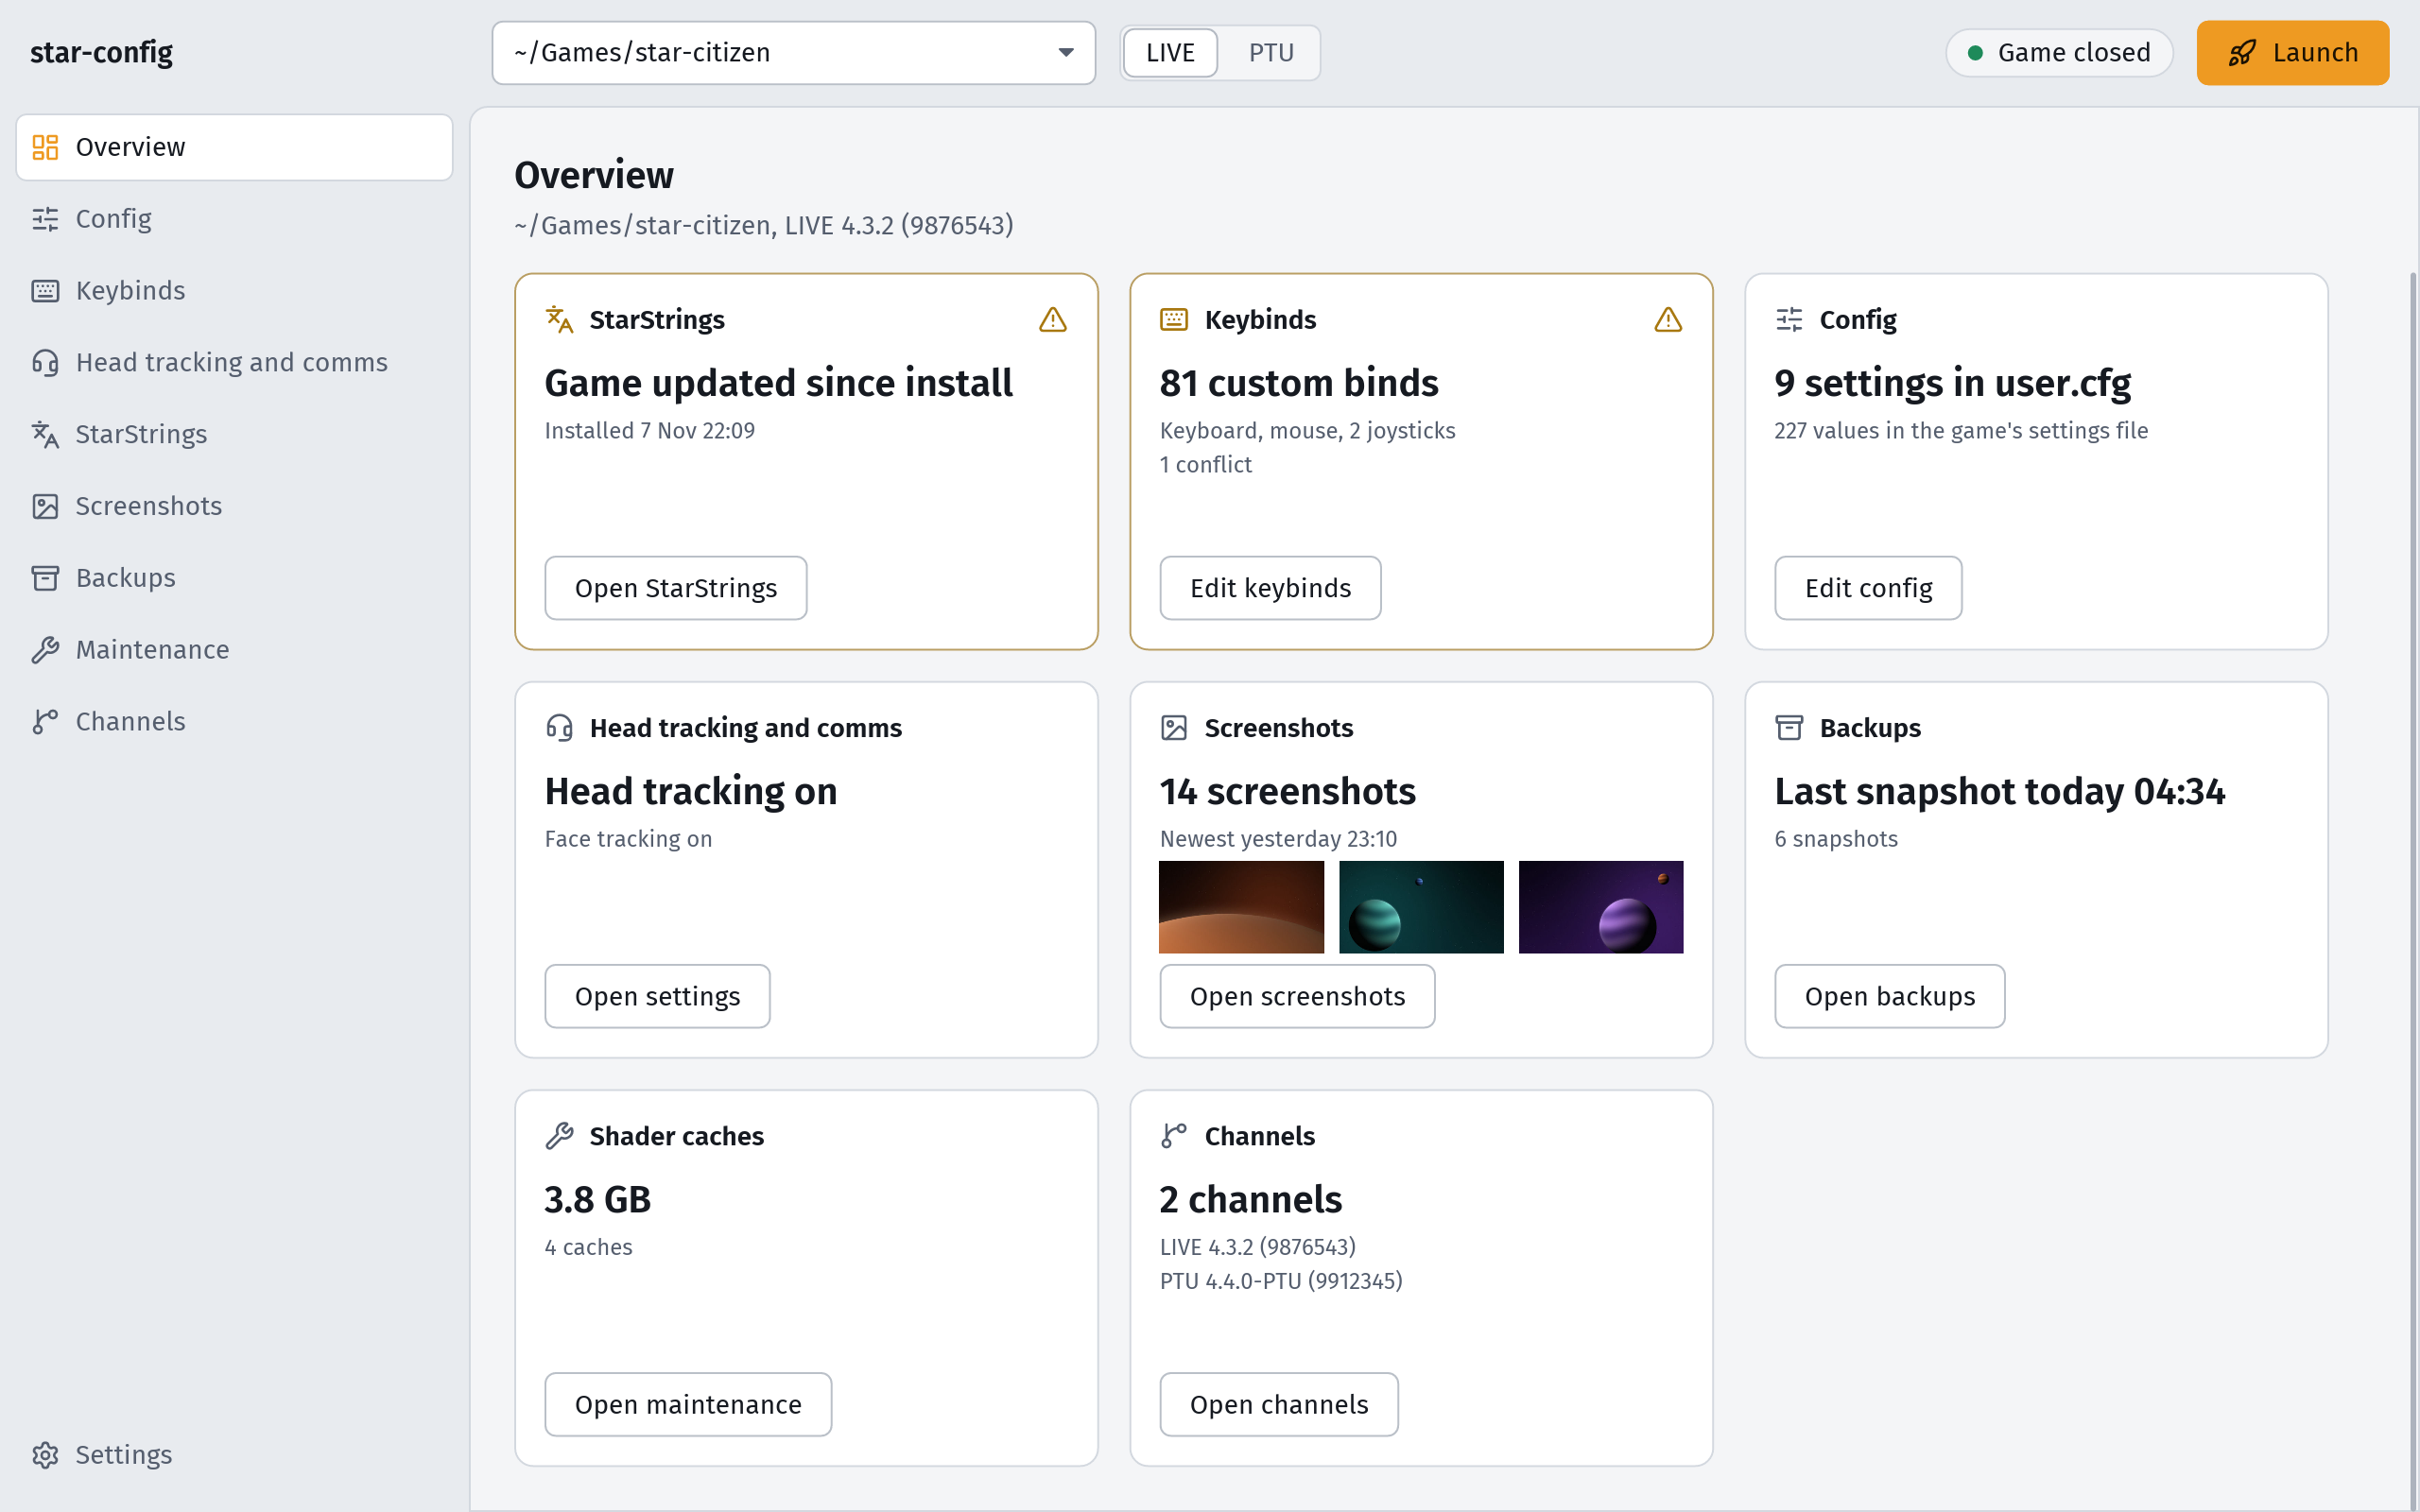 star-config
~/Games/star-citizen
LIVE
PTU
Game closed
Launch
Overview
Config
Keybinds
Head tracking and comms
StarStrings
Screenshots
Backups
Maintenance
Channels
Settings
Overview
~/Games/star-citizen, LIVE 4.3.2 (9876543)
StarStrings
Game updated since install
Installed 7 Nov 22:09
Open StarStrings
Keybinds
81 custom binds
Keyboard, mouse, 2 joysticks
1 conflict
Edit keybinds
Config
9 settings in user.cfg
227 values in the game's settings file
Edit config
Head tracking and comms
Head tracking on
Face tracking on
Open settings
Screenshots
14 screenshots
Newest yesterday 23:10
Open screenshots
Backups
Last snapshot today 04:34
6 snapshots
Open backups
Shader caches
3.8 GB
4 caches
Open maintenance
Channels
2 channels
LIVE 4.3.2 (9876543)
PTU 4.4.0-PTU (9912345)
Open channels